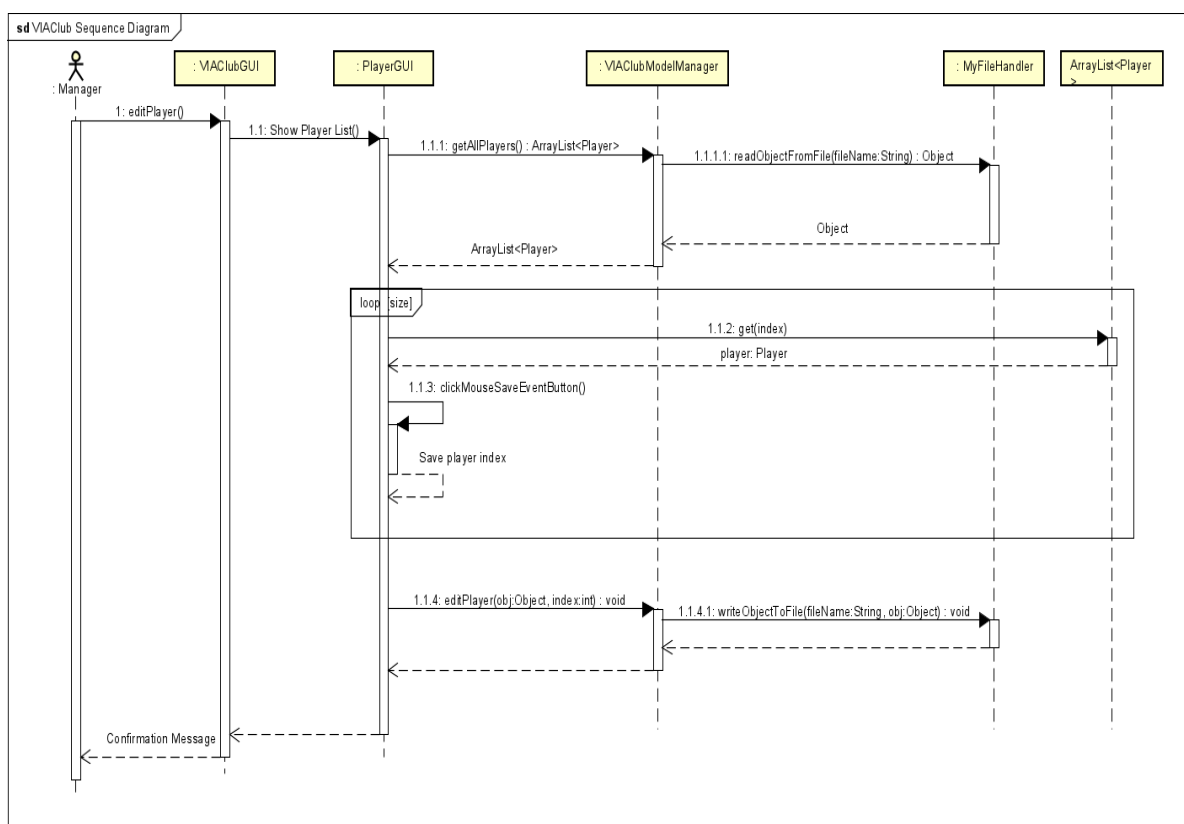 sd VIAClub Sequence Diagram
: Manager
: VIAClubGUI
: PlayerGUI
: VIAClubModelManager
: MyFileHandler
ArrayList<Player
>
1: editPlayer()
1.1: Show Player List()
1.1.1: getAllPlayers() : ArrayList<Player>
1.1.1.1: readObjectFromFile(fileName:String) : Object
Object
ArrayList<Player>
loop [size]
1.1.2: get(index)
player: Player
1.1.3: clickMouseSaveEventButton()
Save player index
1.1.4: editPlayer(obj:Object, index:int) : void
1.1.4.1: writeObjectToFile(fileName:String, obj:Object) : void
Confirmation Message